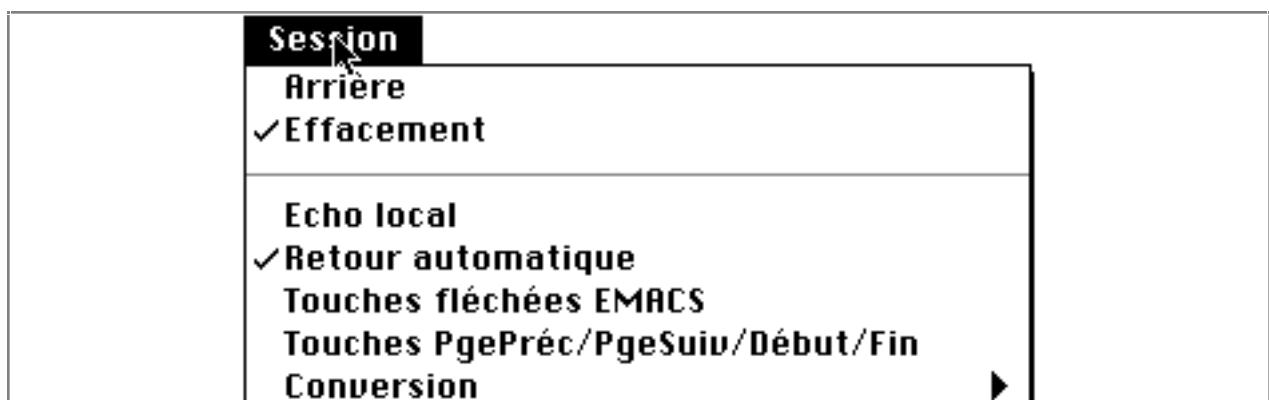 Session
Arrière
✓Effacement
Echo local
✓Retour automatique
Touches fléchées EMACS
Touches PgePréc/PgeSuiv/Début/Fin
Conversion